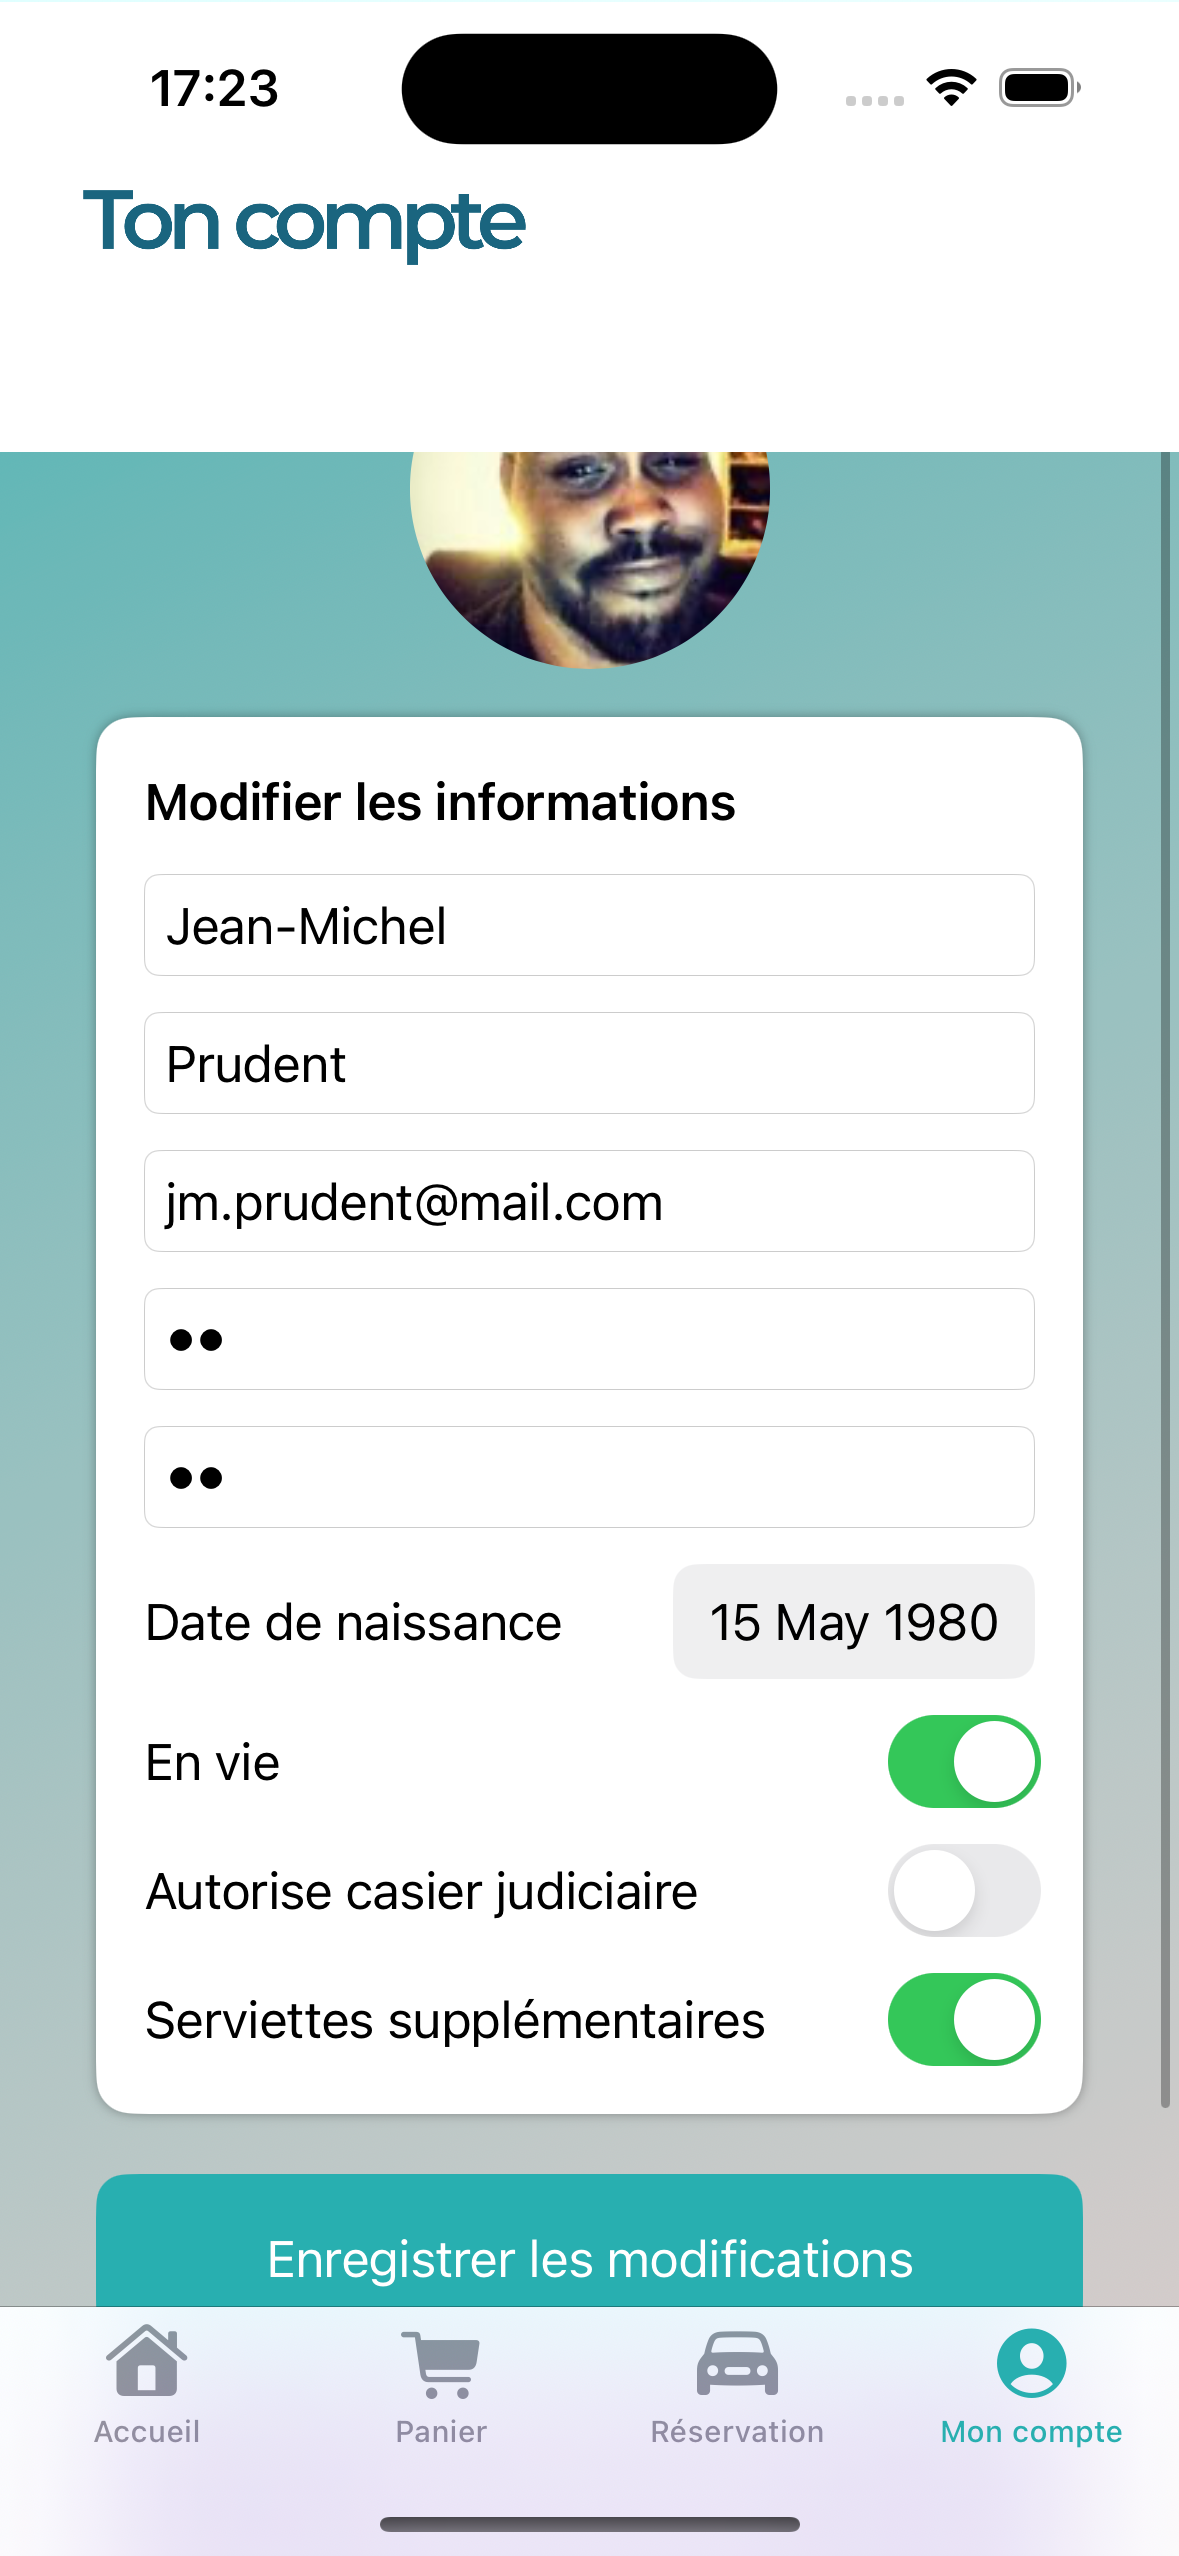 17:23
Ton compte
Modifier les informations
Jean-Michel
Prudent
jm.prudent@mail.com
••
••
Date de naissance
15 May 1980
En vie
Autorise casier judiciaire
Serviettes supplémentaires
Enregistrer les modifications
Accueil
Panier
Réservation
Mon compte